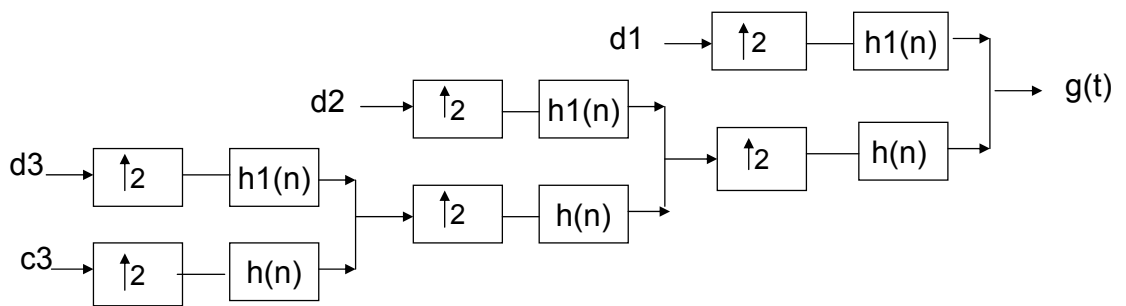 d1 ↑2 h1(n)
g(t)
d2 ↑2 h1(n)
↑2 h(n)
d3 ↑2 h1(n)
↑2 h(n)
c3 ↑2 h(n)